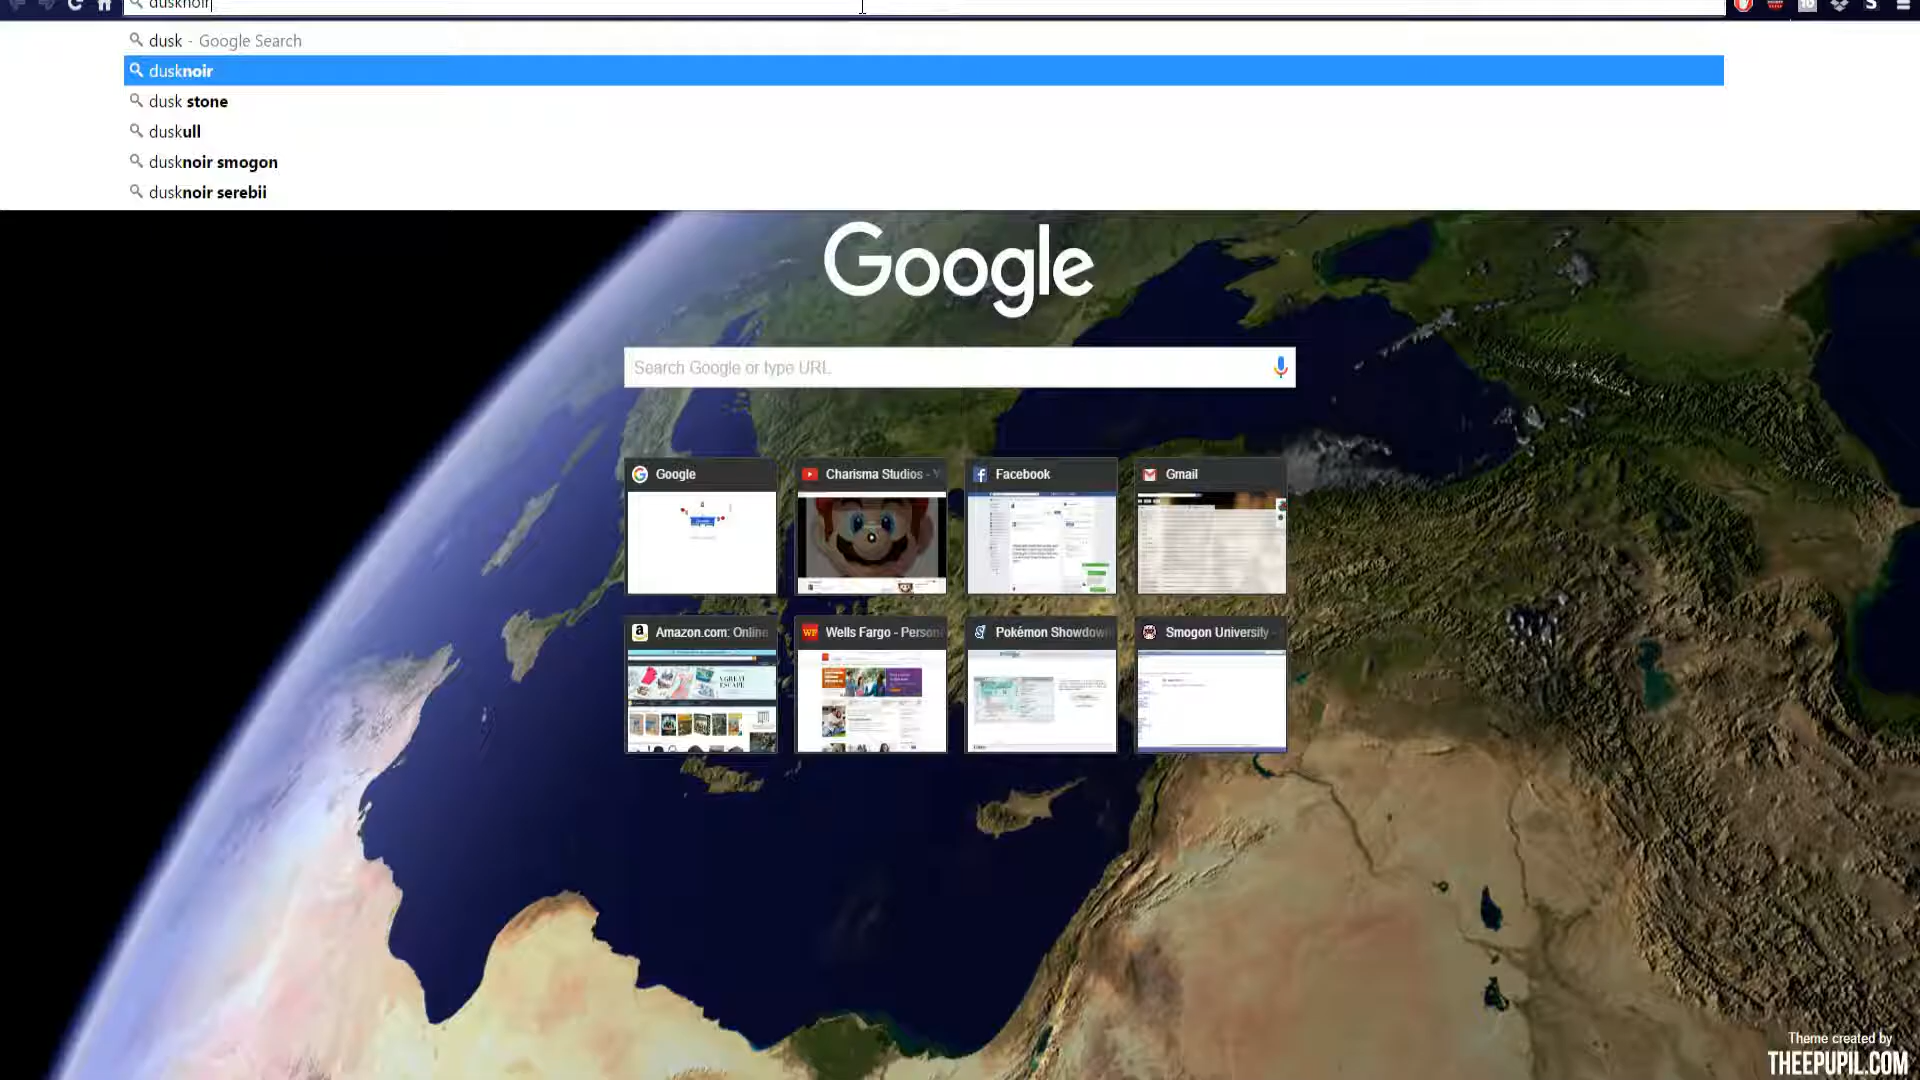 dusknoir
dusk - Google Search
dusknoir
dusk stone
duskull
dusknoir smogon
dusknoir serebii
Google
Search Google or type URL
Google
Charisma Studios - Y
Facebook
Gmail
Amazon.com: Online
Wells Fargo - Person
Pokémon Showdown
Smogon University -
Theme created by
THEEPUPIL.COM